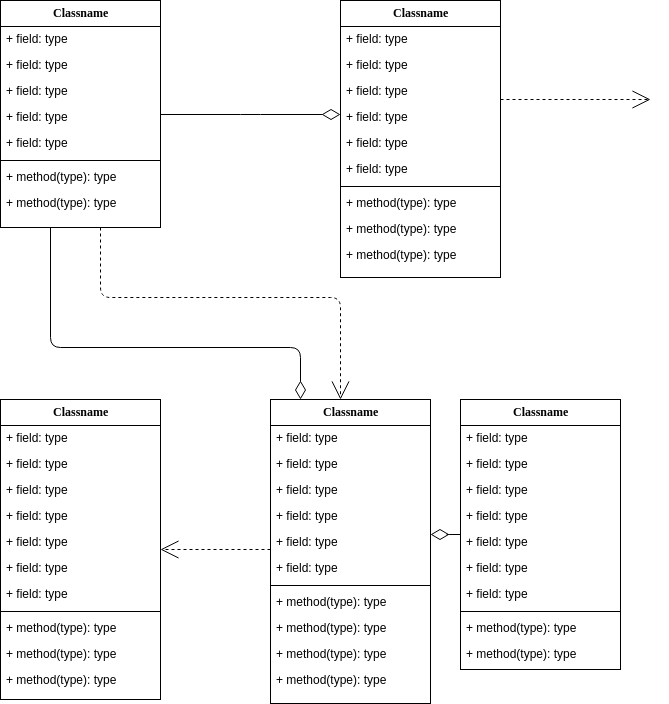 Classname
+ field: type
+ field: type
+ field: type
+ field: type
+ field: type
+ method(type): type
+ method(type): type
Classname
+ field: type
+ field: type
+ field: type
+ field: type
+ field: type
+ field: type
+ method(type): type
+ method(type): type
+ method(type): type
Classname
+ field: type
+ field: type
+ field: type
+ field: type
+ field: type
+ field: type
+ field: type
+ method(type): type
+ method(type): type
+ method(type): type
Classname
+ field: type
+ field: type
+ field: type
+ field: type
+ field: type
+ field: type
+ method(type): type
+ method(type): type
+ method(type): type
+ method(type): type
Classname
+ field: type
+ field: type
+ field: type
+ field: type
+ field: type
+ field: type
+ field: type
+ method(type): type
+ method(type): type